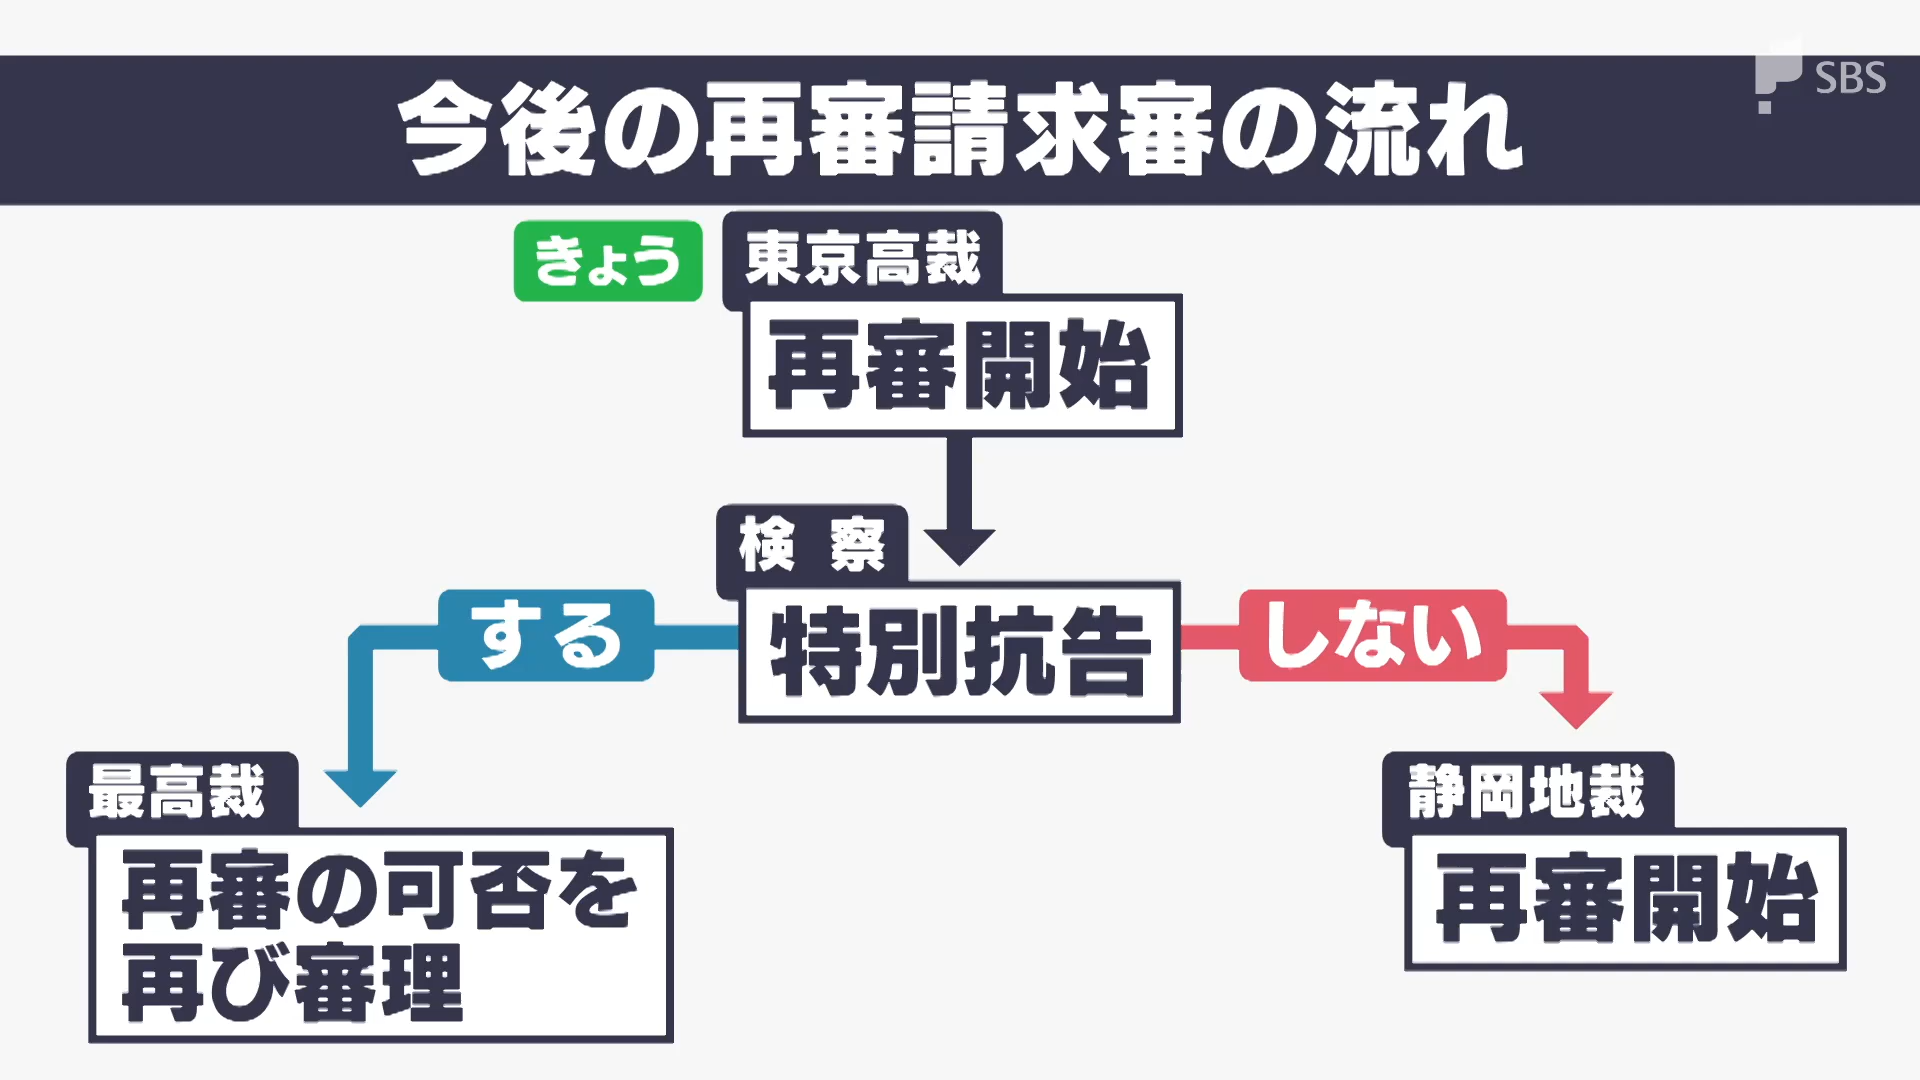 SBS
今後の再審請求審の流れ
きょう
東京高裁
再審開始
検察
特別抗告
する
しない
最高裁
再審の可否を
再び審理
静岡地裁
再審開始